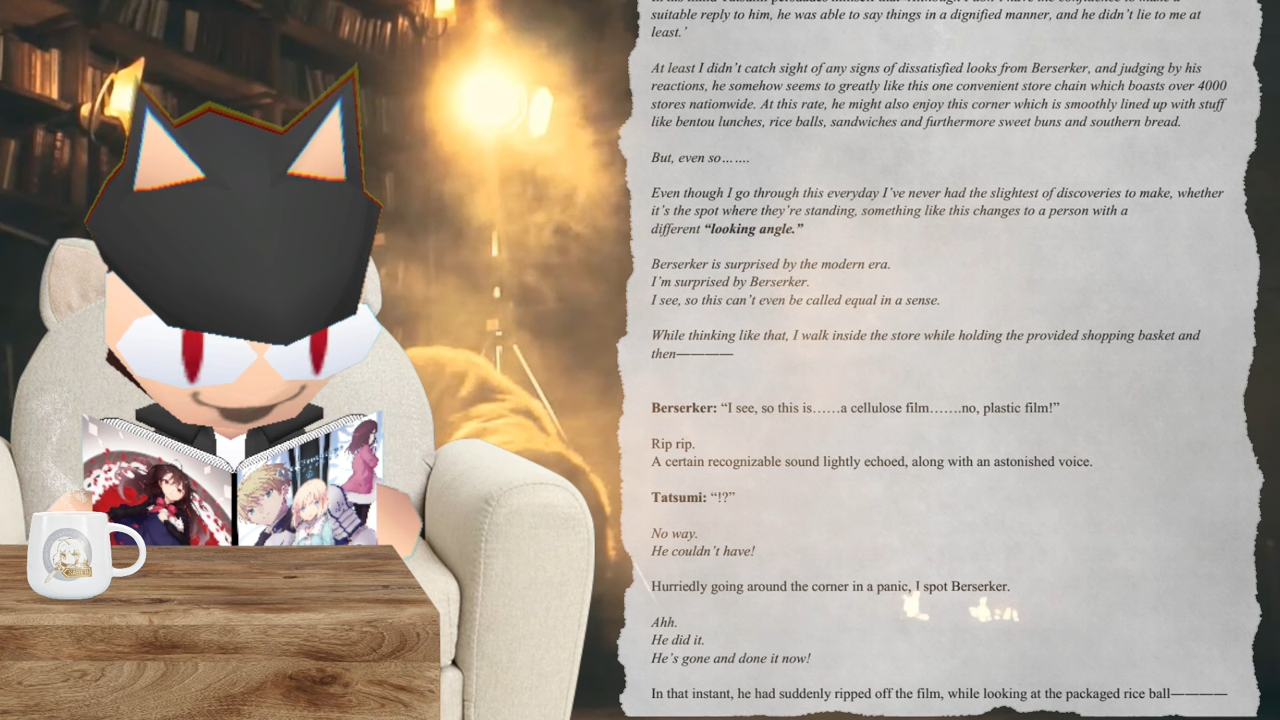 suitable reply to him, he was able to say things in a dignified manner, and he didn't lie to me at
least.'
At least I didn't catch sight of any signs of dissatisfied looks from Berserker, and judging by his
reactions, he somehow seems to greatly like this one convenient store chain which boasts over 4000
stores nationwide. At this rate, he might also enjoy this corner which is smoothly lined up with stuff
like bentou lunches, rice balls, sandwiches and furthermore sweet buns and southern bread.
But, even so…….
Even though I go through this everyday I've never had the slightest of discoveries to make, whether
it's the spot where they're standing, something like this changes to a person with a
different “looking angle.”
Berserker is surprised by the modern era.
I'm surprised by Berserker.
I see, so this can't even be called equal in a sense.
While thinking like that, I walk inside the store while holding the provided shopping basket and
then————
Berserker: “I see, so this is……a cellulose film…….no, plastic film!”
Rip rip.
A certain recognizable sound lightly echoed, along with an astonished voice.
Tatsumi: “!?”
No way.
He couldn't have!
Hurriedly going around the corner in a panic, I spot Berserker.
Ahh.
He did it.
He's gone and done it now!
In that instant, he had suddenly ripped off the film, while looking at the packaged rice ball————